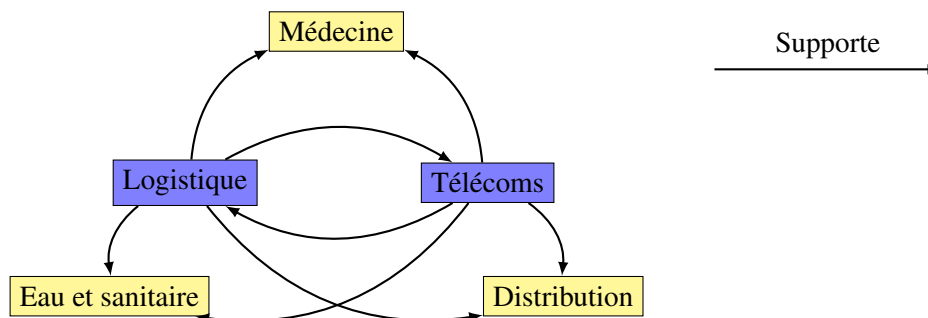 Médecine
Supporte
Logistique
Télécoms
Eau et sanitaire
Distribution